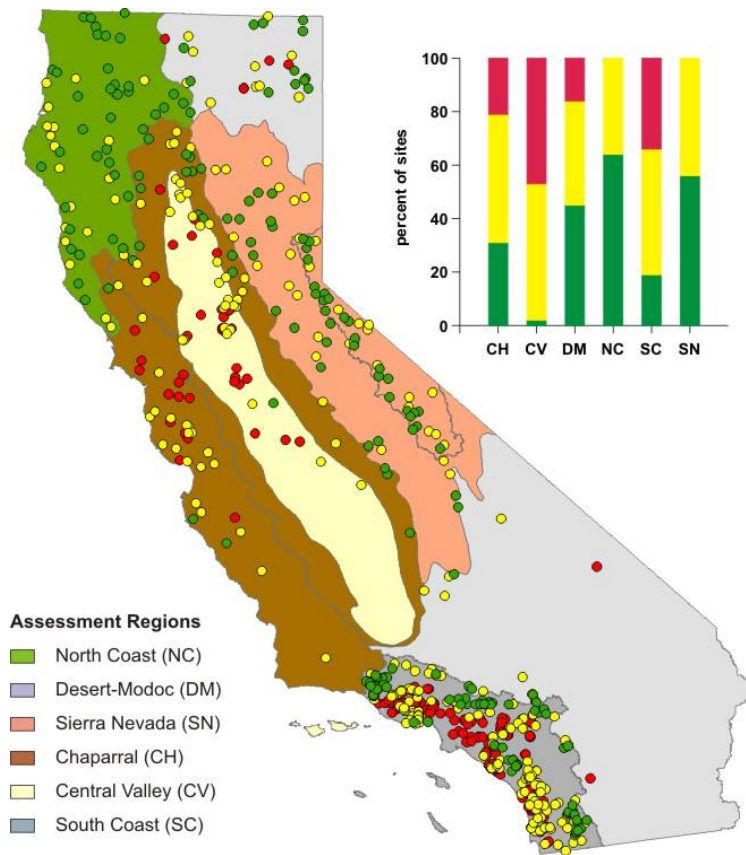 100
80
60
40
20
0
percent of sites
CH CV DM NC SC SN
Assessment Regions
North Coast (NC)
Desert-Modoc (DM)
Sierra Nevada (SN)
Chaparral (CH)
Central Valley (CV)
South Coast (SC)